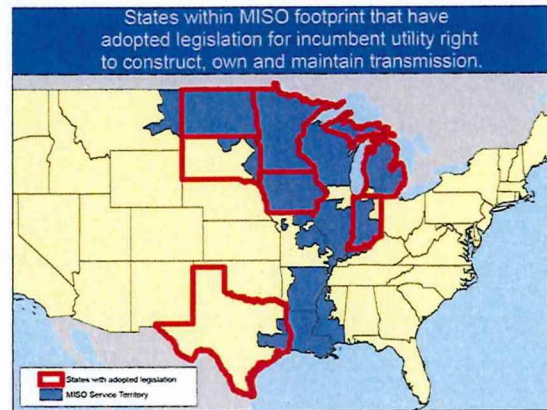 States within MISO footprint that have
adopted legislation for incumbent utility right
to construct, own and maintain transmission.
States with adopted legislation
MISO Service Territory